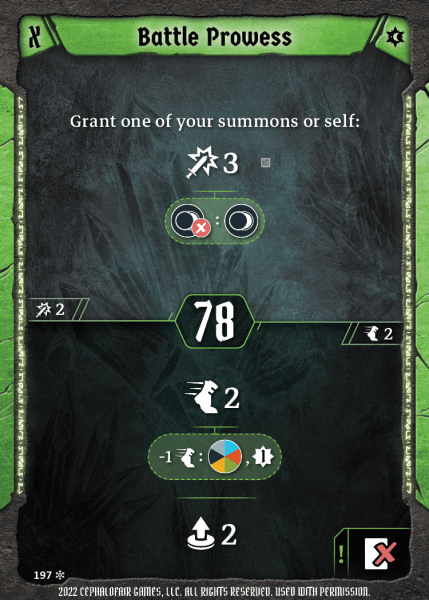 X
Battle Prowess
Grant one of your summons or self:
3
:
2
78
2
2
-1 : , 1
2
!
197
2022 CEPHALOFAIR GAMES, LLC. ALL RIGHTS RESERVED. USED WITH PERMISSION.